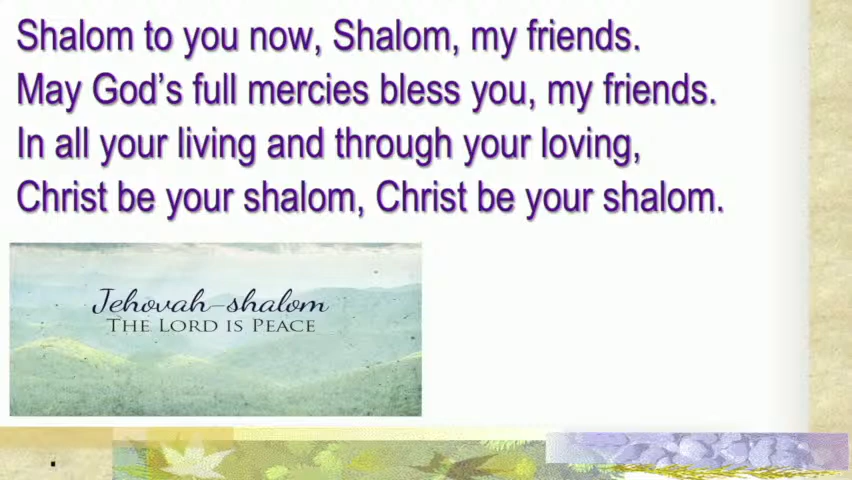 Shalom to you now, Shalom, my friends.
May God's full mercies bless you, my friends.
In all your living and through your loving,
Christ be your shalom, Christ be your shalom.
Jehovah-shalom
THE LORD IS PEACE